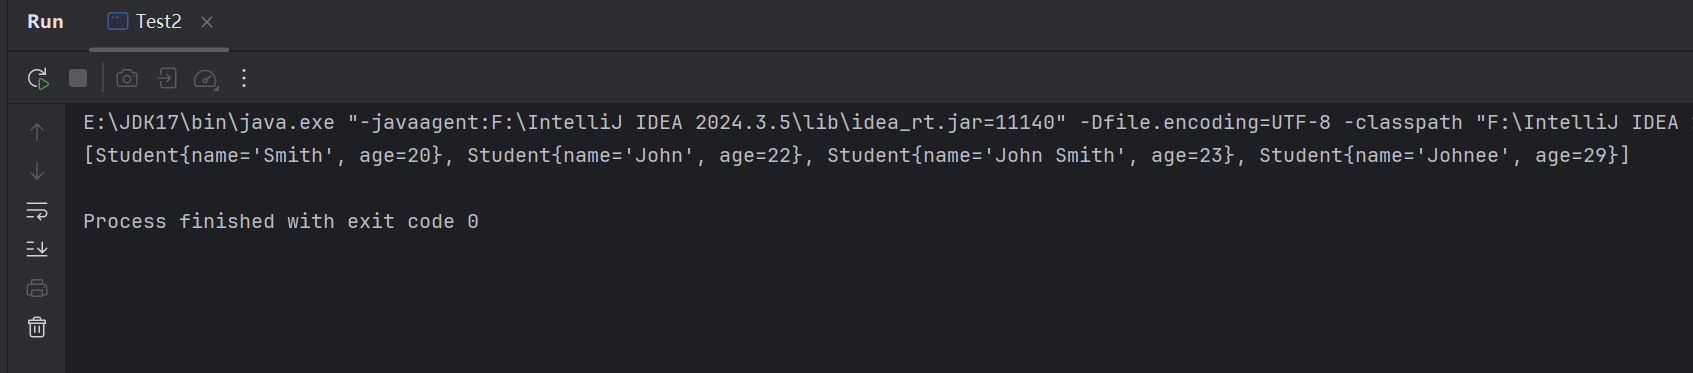 Run Test2
E:\JDK17\bin\java.exe "-javaagent:F:\IntelliJ IDEA 2024.3.5\lib\idea_rt.jar=11140" -Dfile.encoding=UTF-8 -classpath "F:\IntelliJ IDEA
[Student{name='Smith', age=20}, Student{name='John', age=22}, Student{name='John Smith', age=23}, Student{name='Johnee', age=29}]
Process finished with exit code 0